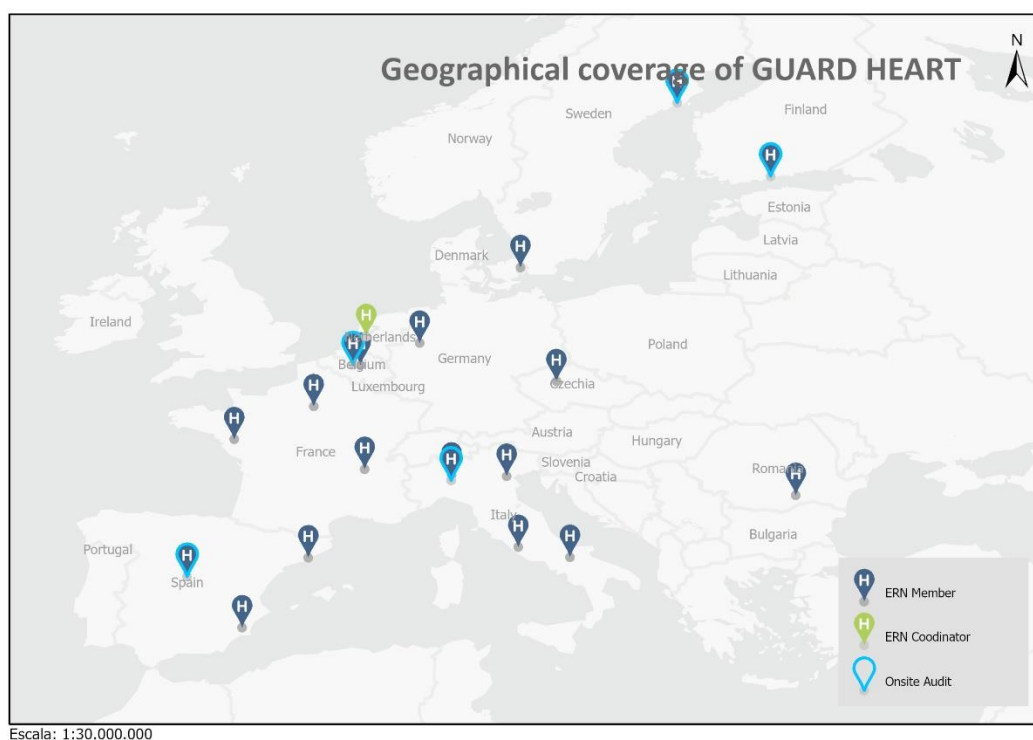 N
Geographical coverage of GUARD HEART
Finland
Sweden
Norway
H
H
Estonia
Latvia
Denmark
H
Lithuania
Ireland
H
H
Netherlands
H
Poland
Germany
H
Belgium
Czechia
Luxembourg
H
H
Austria
Hungary
France
H
H
H
Slovenia
Romania
H
Croatia
Italy
H
H
H
Bulgaria
Portugal
H
Spain
H
H ERN Member
H ERN Coodinator
Onsite Audit
Escala: 1:30.000.000